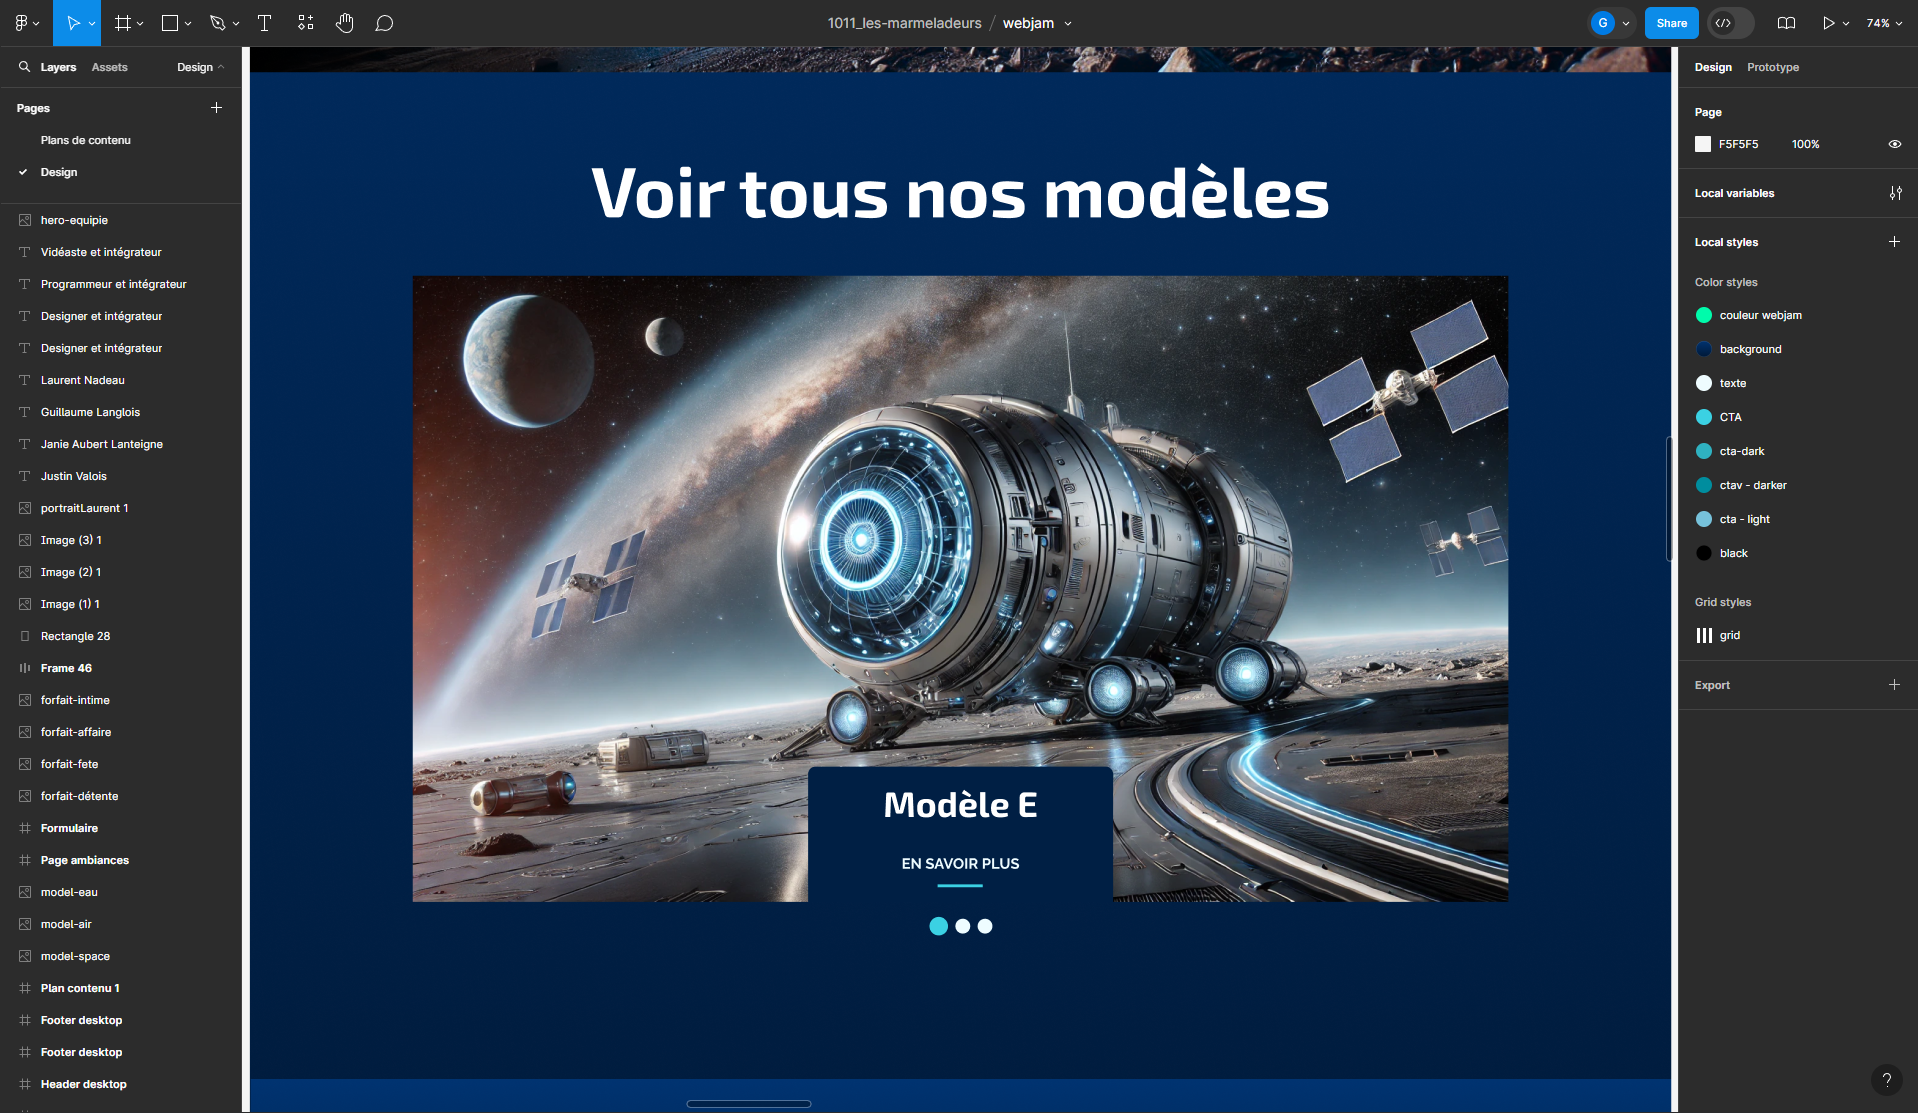 1011_les-marmeladeurs / webjam
G
Share
74%
Layers
Assets
Design
Pages
Plans de contenu
Design
hero-equipie
Vidéaste et intégrateur
Programmeur et intégrateur
Designer et intégrateur
Designer et intégrateur
Laurent Nadeau
Guillaume Langlois
Janie Aubert Lanteigne
Justin Valois
portraitLaurent 1
Image (3) 1
Image (2) 1
Image (1) 1
Rectangle 28
Frame 46
forfait-intime
forfait-affaire
forfait-fete
forfait-détente
Formulaire
Page ambiances
model-eau
model-air
model-space
Plan contenu 1
Footer desktop
Footer desktop
Header desktop
Voir tous nos modèles
Modèle E
EN SAVOIR PLUS
Design
Prototype
Page
F5F5F5
100%
Local variables
Local styles
Color styles
couleur webjam
background
texte
CTA
cta-dark
ctav - darker
cta - light
black
Grid styles
grid
Export
?